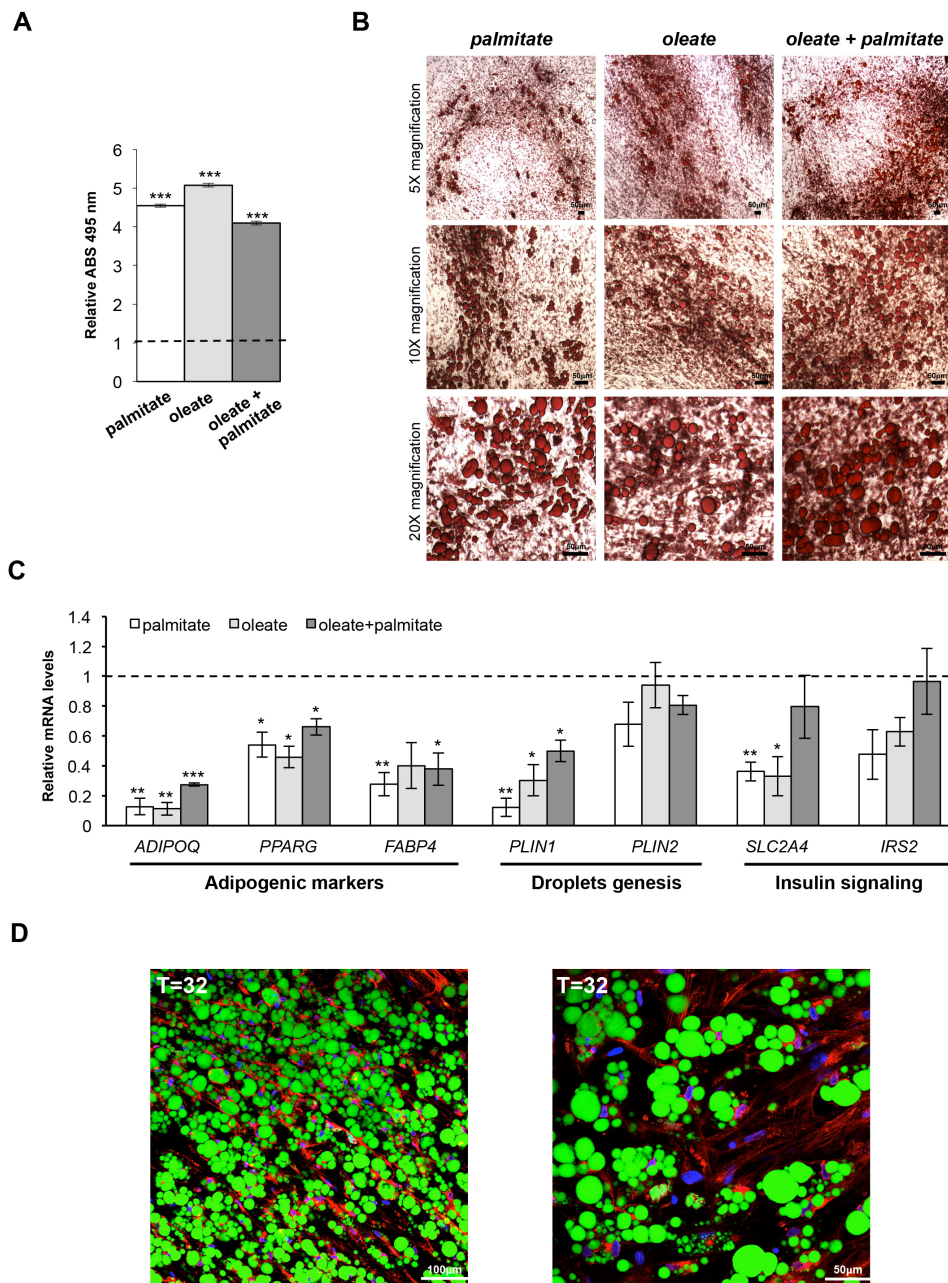 A
B
palmitate
oleate
oleate + palmitate
6
5
4
3
2
1
0
Relative ABS 495 nm
***
***
***
palmitate
oleate
oleate +
palmitate
5X magnification
50µm
50µm
50µm
10X magnification
50µm
50µm
50µm
20X magnification
50µm
50µm
50µm
C
1.4
1.2
1
0.8
0.6
0.4
0.2
0
Relative mRNA levels
palmitate
oleate
oleate+palmitate
** ** ***
* * *
** *
** * *
** *
ADIPOQ
PPARG
FABP4
PLIN1
PLIN2
SLC2A4
IRS2
Adipogenic markers
Droplets genesis
Insulin signaling
D
T=32
100µm
T=32
50µm